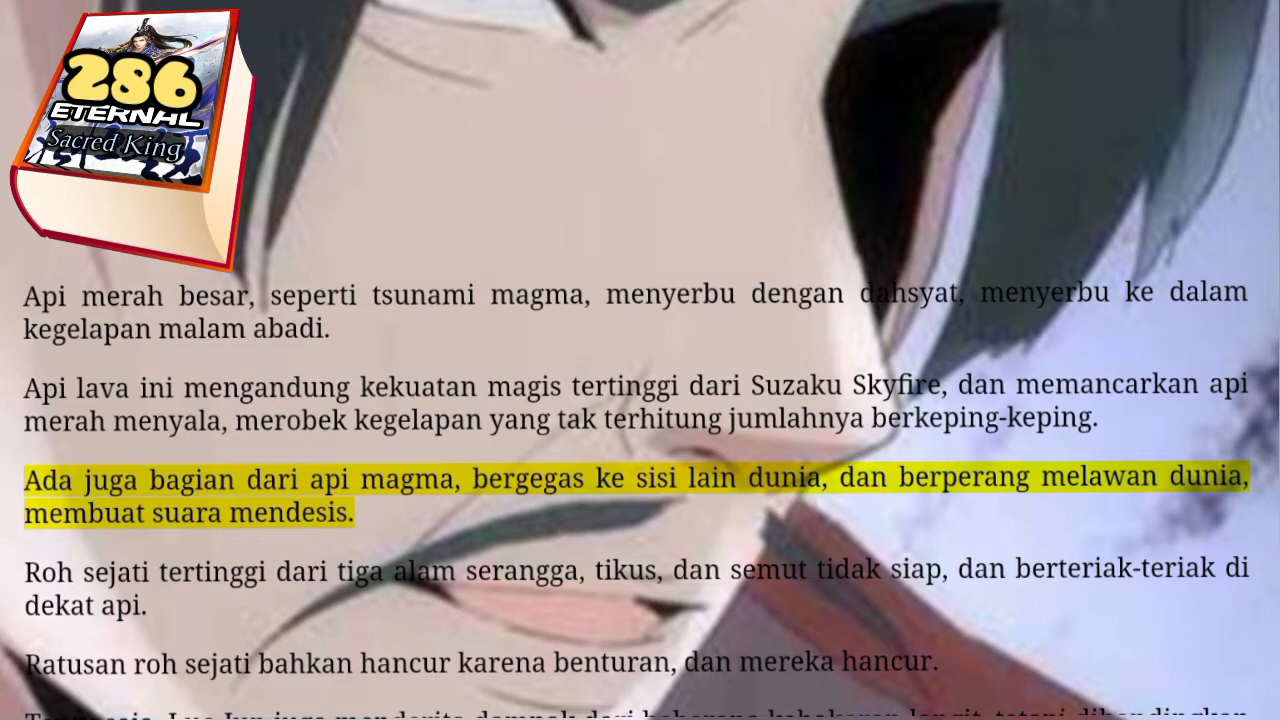 286
ETERNAL
Sacred King
Api merah besar, seperti tsunami magma, menyerbu dengan dahsyat, menyerbu ke dalam
kegelapan malam abadi.
Api lava ini mengandung kekuatan magis tertinggi dari Suzaku Skyfire, dan memancarkan api
merah menyala, merobek kegelapan yang tak terhitung jumlahnya berkeping-keping.
Ada juga bagian dari api magma, bergegas ke sisi lain dunia, dan berperang melawan dunia,
membuat suara mendesis.
Roh sejati tertinggi dari tiga alam serangga, tikus, dan semut tidak siap, dan berteriak-teriak di
dekat api.
Ratusan roh sejati bahkan hancur karena benturan, dan mereka hancur.